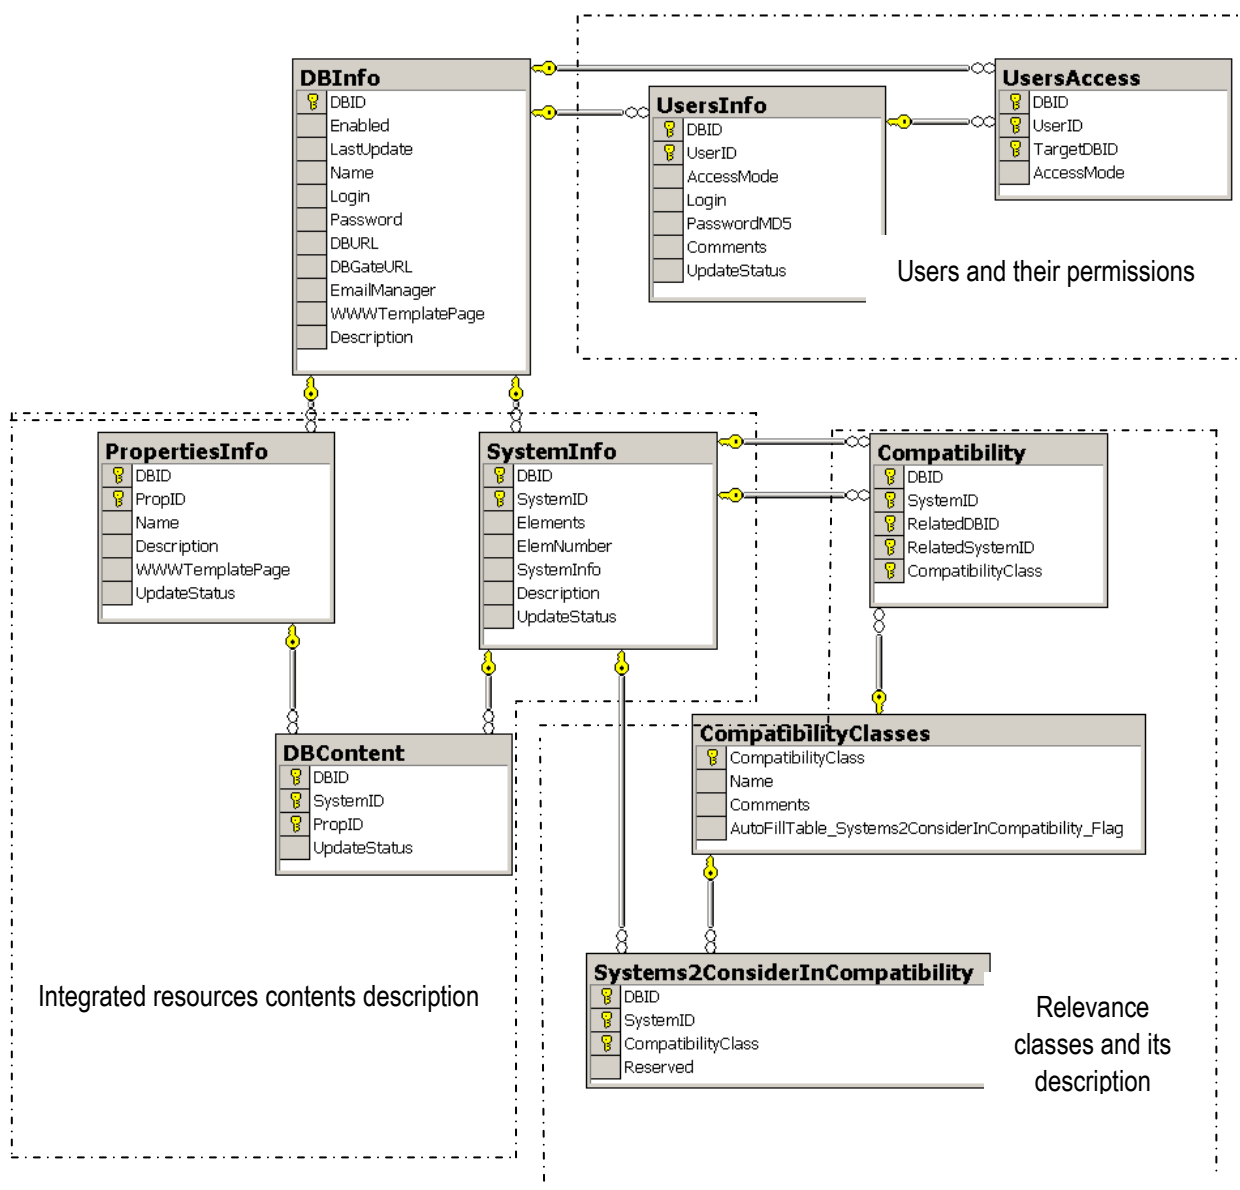 DBInfo
DBID
Enabled
LastUpdate
Name
Login
Password
DBURL
DBGateURL
EmailManager
WWWTemplatePage
Description
UsersInfo
DBID
UserID
AccessMode
Login
PasswordMD5
Comments
UpdateStatus
UsersAccess
DBID
UserID
TargetDBID
AccessMode
Users and their permissions
PropertiesInfo
DBID
PropID
Name
Description
WWWTemplatePage
UpdateStatus
SystemInfo
DBID
SystemID
Elements
ElemNumber
SystemInfo
Description
UpdateStatus
Compatibility
DBID
SystemID
RelatedDBID
RelatedSystemID
CompatibilityClass
DBContent
DBID
SystemID
PropID
UpdateStatus
CompatibilityClasses
CompatibilityClass
Name
Comments
AutoFillTable_Systems2ConsiderInCompatibility_Flag
Integrated resources contents description
Systems2ConsiderInCompatibility
DBID
SystemID
CompatibilityClass
Reserved
Relevance
classes and its
description